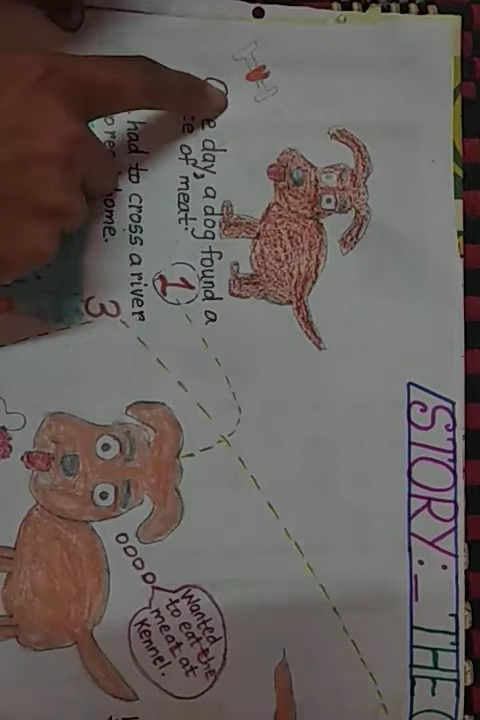 STORY:- THE
e day, a dog found a
ce of meat.
1
had to cross a river
home.
3
Wanted
to eat the
meat at
Kennel.